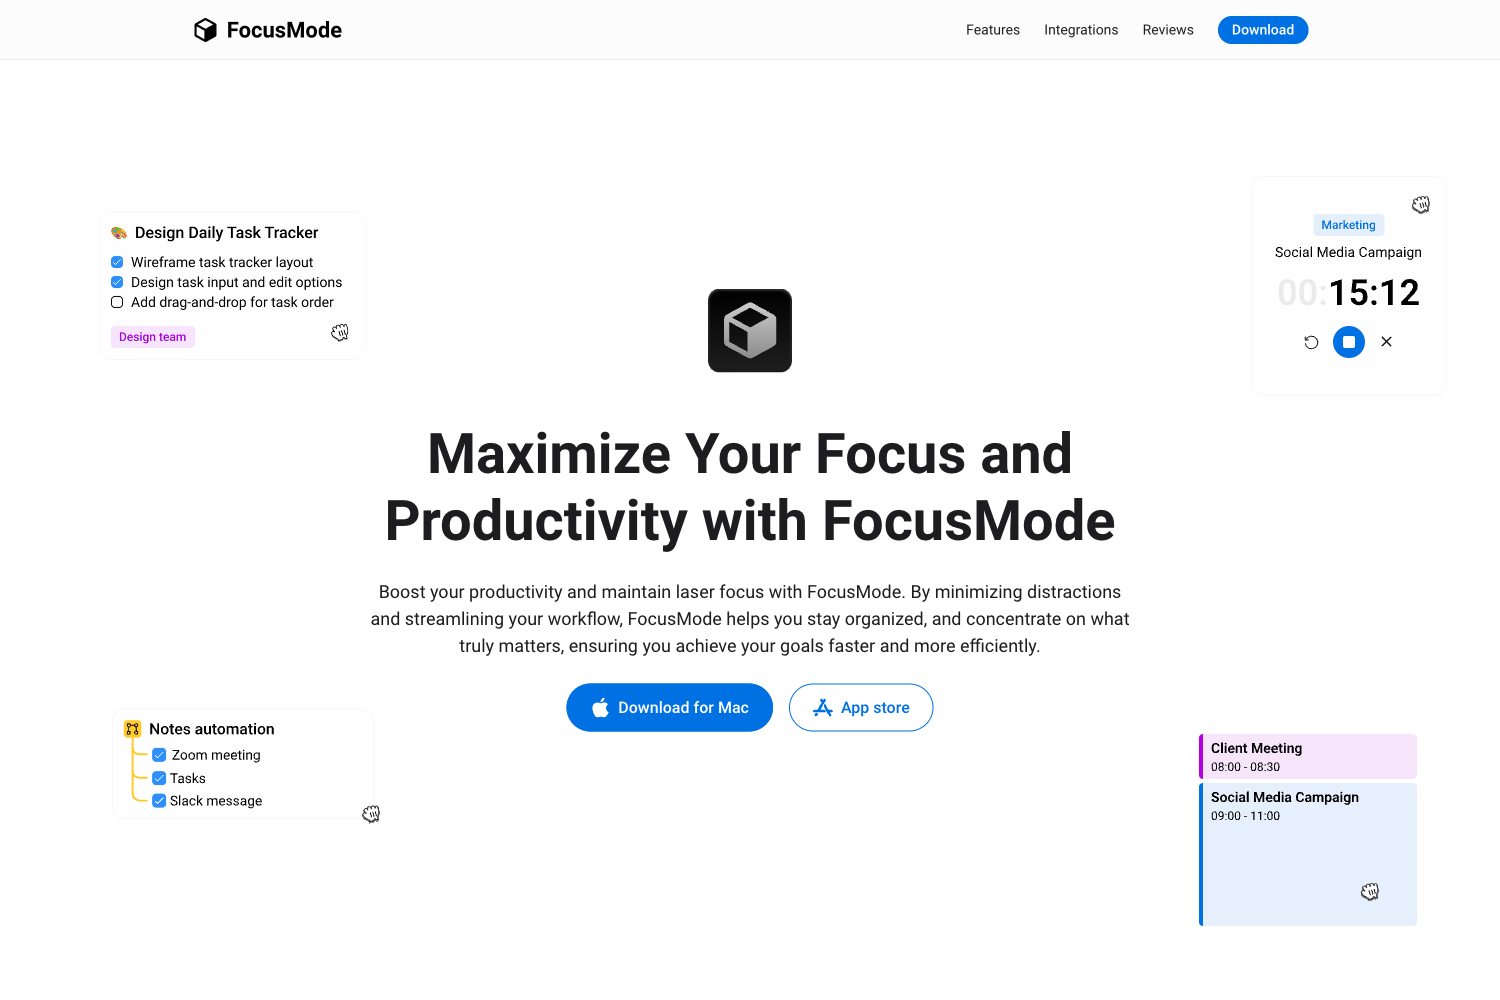 FocusMode
Features
Integrations
Reviews
Download
Design Daily Task Tracker
Wireframe task tracker layout
Design task input and edit options
Add drag-and-drop for task order
Design team
Marketing
Social Media Campaign
00:15:12
Maximize Your Focus and
Productivity with FocusMode
Boost your productivity and maintain laser focus with FocusMode. By minimizing distractions
and streamlining your workflow, FocusMode helps you stay organized, and concentrate on what
truly matters, ensuring you achieve your goals faster and more efficiently.
Download for Mac
App store
Notes automation
Zoom meeting
Tasks
Slack message
Client Meeting
08:00 - 08:30
Social Media Campaign
09:00 - 11:00